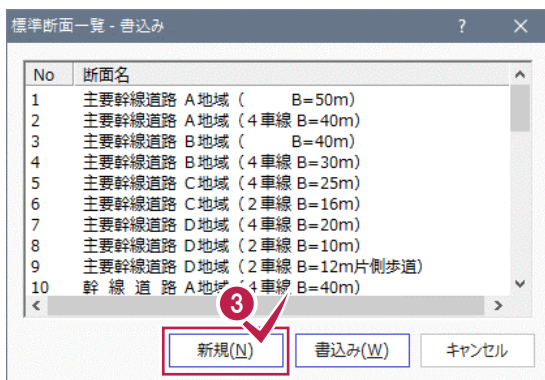 標準断面一覧 - 書込み ? ×
No 断面名
1 主要幹線道路 A地域（ B=50m）
2 主要幹線道路 A地域（4車線 B=40m）
3 主要幹線道路 B地域（ B=40m）
4 主要幹線道路 B地域（4車線 B=30m）
5 主要幹線道路 C地域（4車線 B=25m）
6 主要幹線道路 C地域（2車線 B=16m）
7 主要幹線道路 D地域（4車線 B=20m）
8 主要幹線道路 D地域（2車線 B=10m）
9 主要幹線道路 D地域（2車線 B=12m片側歩道）
10 幹 線 道 路 A地域（4車線 B=40m）
3
新規(N) 書込み(W) キャンセル